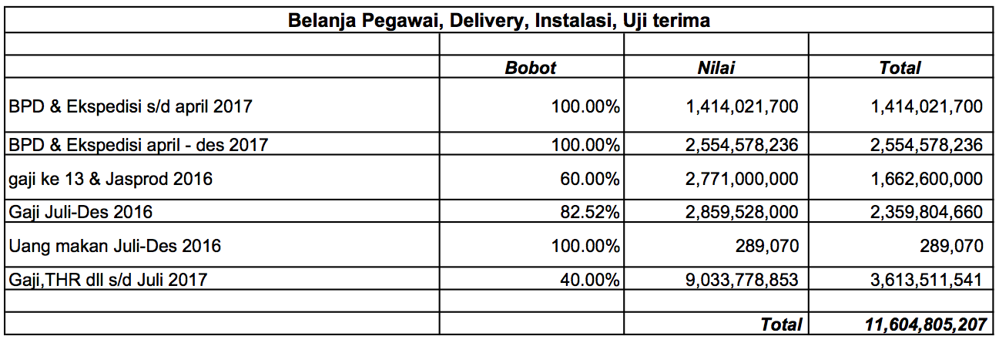 Belanja Pegawai, Delivery, Instalasi, Uji terima
Bobot Nilai Total
BPD & Ekspedisi s/d april 2017 100.00% 1,414,021,700 1,414,021,700
BPD & Ekspedisi april - des 2017 100.00% 2,554,578,236 2,554,578,236
gaji ke 13 & Jasprod 2016 60.00% 2,771,000,000 1,662,600,000
Gaji Juli-Des 2016 82.52% 2,859,528,000 2,359,804,660
Uang makan Juli-Des 2016 100.00% 289,070 289,070
Gaji,THR dll s/d Juli 2017 40.00% 9,033,778,853 3,613,511,541
Total 11,604,805,207